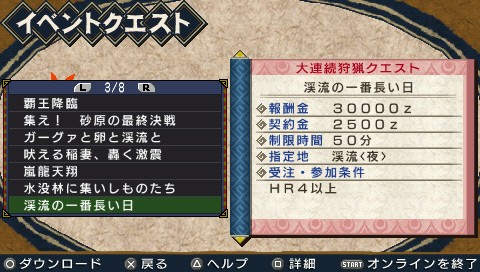 イベントクエスト
L 3/8 R
覇王降臨
集え! 砂原の最終決戦
ガーグァと卵と渓流と
吠える稲妻、轟く激震
嵐龍天翔
水没林に集いしものたち
渓流の一番長い日
大連続狩猟クエスト
渓流の一番長い日
報酬金 30000z
契約金 2500z
制限時間 50分
指定地 渓流<夜>
受注・参加条件
HR4以上
○ダウンロード ×戻る △ヘルプ □詳細 START オンラインを終了